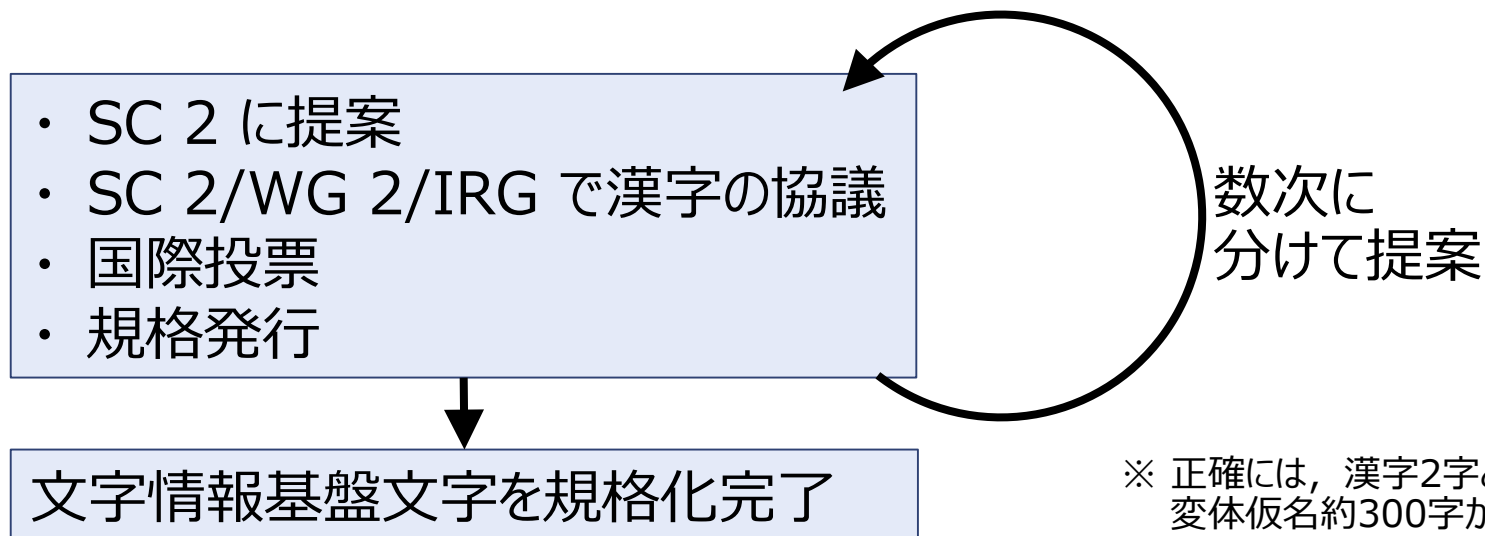 ・ SC 2 に提案
・ SC 2/WG 2/IRG で漢字の協議
・ 国際投票
・ 規格発行
数次に
分けて提案
文字情報基盤文字を規格化完了
※ 正確には，漢字2字
変体仮名約300字